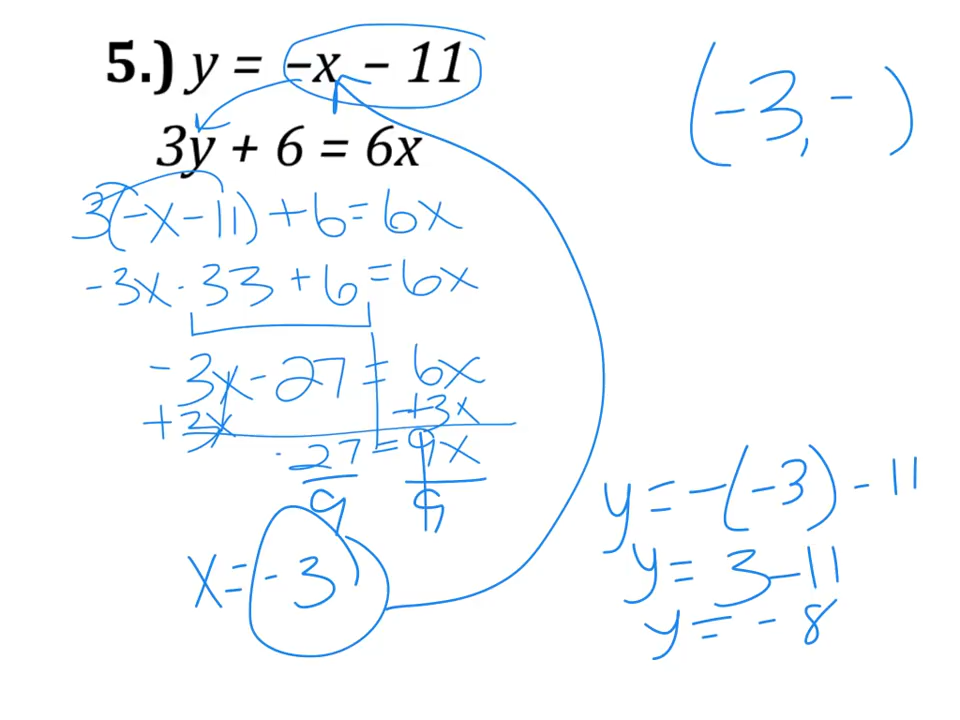 5.) y = −x − 11
3y + 6 = 6x
(-3, - )
3(-x-11)+6=6x
-3x-33+6=6x
-3x-27=6x
+3x +3x
-27=9x
9 9
x=-3
y=-(-3)-11
y=3-11
y=-8